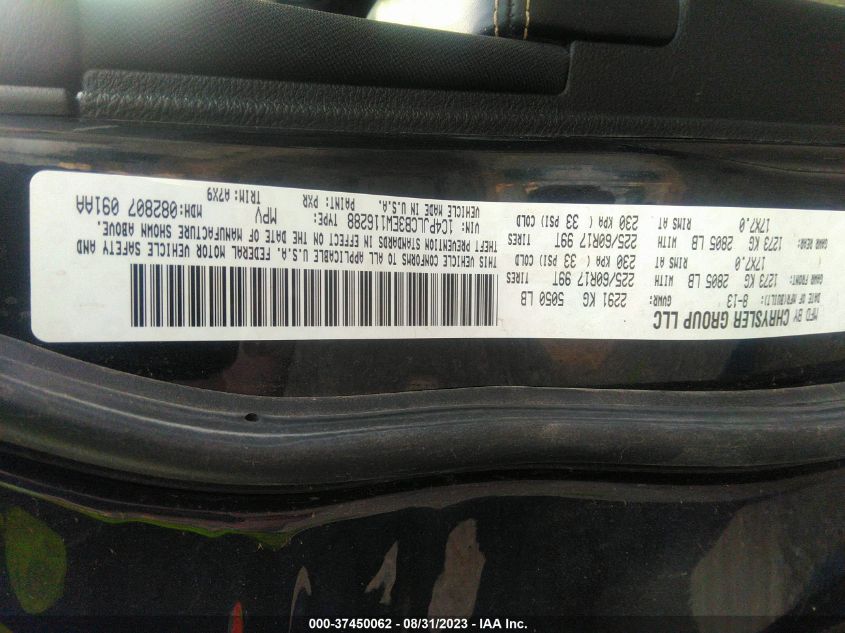 MFD BY CHRYSLER GROUP LLC
DATE OF MFR(BUILT): 8-13 GVWR: 2291 KG 5050 LB
GAWR FRONT: 1273 KG 2805 LB WITH 225/60R17 99T TIRES
17X7.0 RIMS AT 230 KPA ( 33 PSI) COLD
GAWR REAR: 1273 KG 2805 LB WITH 225/60R17 99T TIRES
17X7.0 RIMS AT 230 KPA ( 33 PSI) COLD
THIS VEHICLE CONFORMS TO ALL APPLICABLE U.S.A. FEDERAL MOTOR VEHICLE SAFETY AND
THEFT PREVENTION STANDARDS IN EFFECT ON THE DATE OF MANUFACTURE SHOWN ABOVE.
VIN: 1C4PJLCB3EW116288 TYPE: MPV MDH:082807 091AA
VEHICLE MADE IN U.S.A. PAINT: PXR TRIM:A7X9
000-37450062 - 08/31/2023 - IAA Inc.